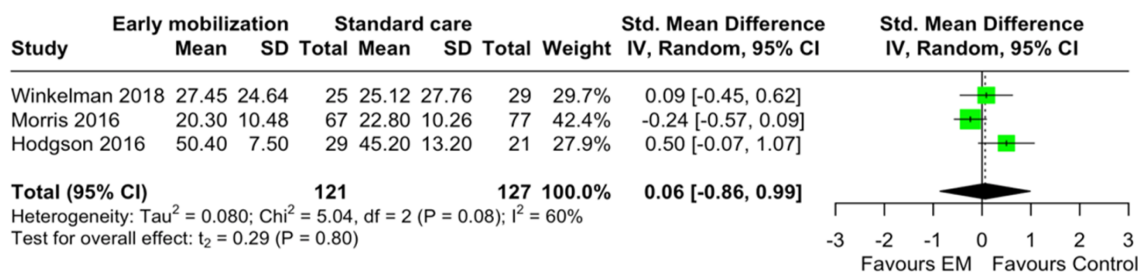 Early mobilization Standard care Std. Mean Difference Std. Mean Difference
Study Mean SD Total Mean SD Total Weight IV, Random, 95% CI IV, Random, 95% CI
Winkelman 2018 27.45 24.64 25 25.12 27.76 29 29.7% 0.09 [-0.45, 0.62]
Morris 2016 20.30 10.48 67 22.80 10.26 77 42.4% -0.24 [-0.57, 0.09]
Hodgson 2016 50.40 7.50 29 45.20 13.20 21 27.9% 0.50 [-0.07, 1.07]
Total (95% CI) 121 127 100.0% 0.06 [-0.86, 0.99]
Heterogeneity: Tau² = 0.080; Chi² = 5.04, df = 2 (P = 0.08); I² = 60%
Test for overall effect: t₂ = 0.29 (P = 0.80)
-3 -2 -1 0 1 2 3
Favours EM Favours Control